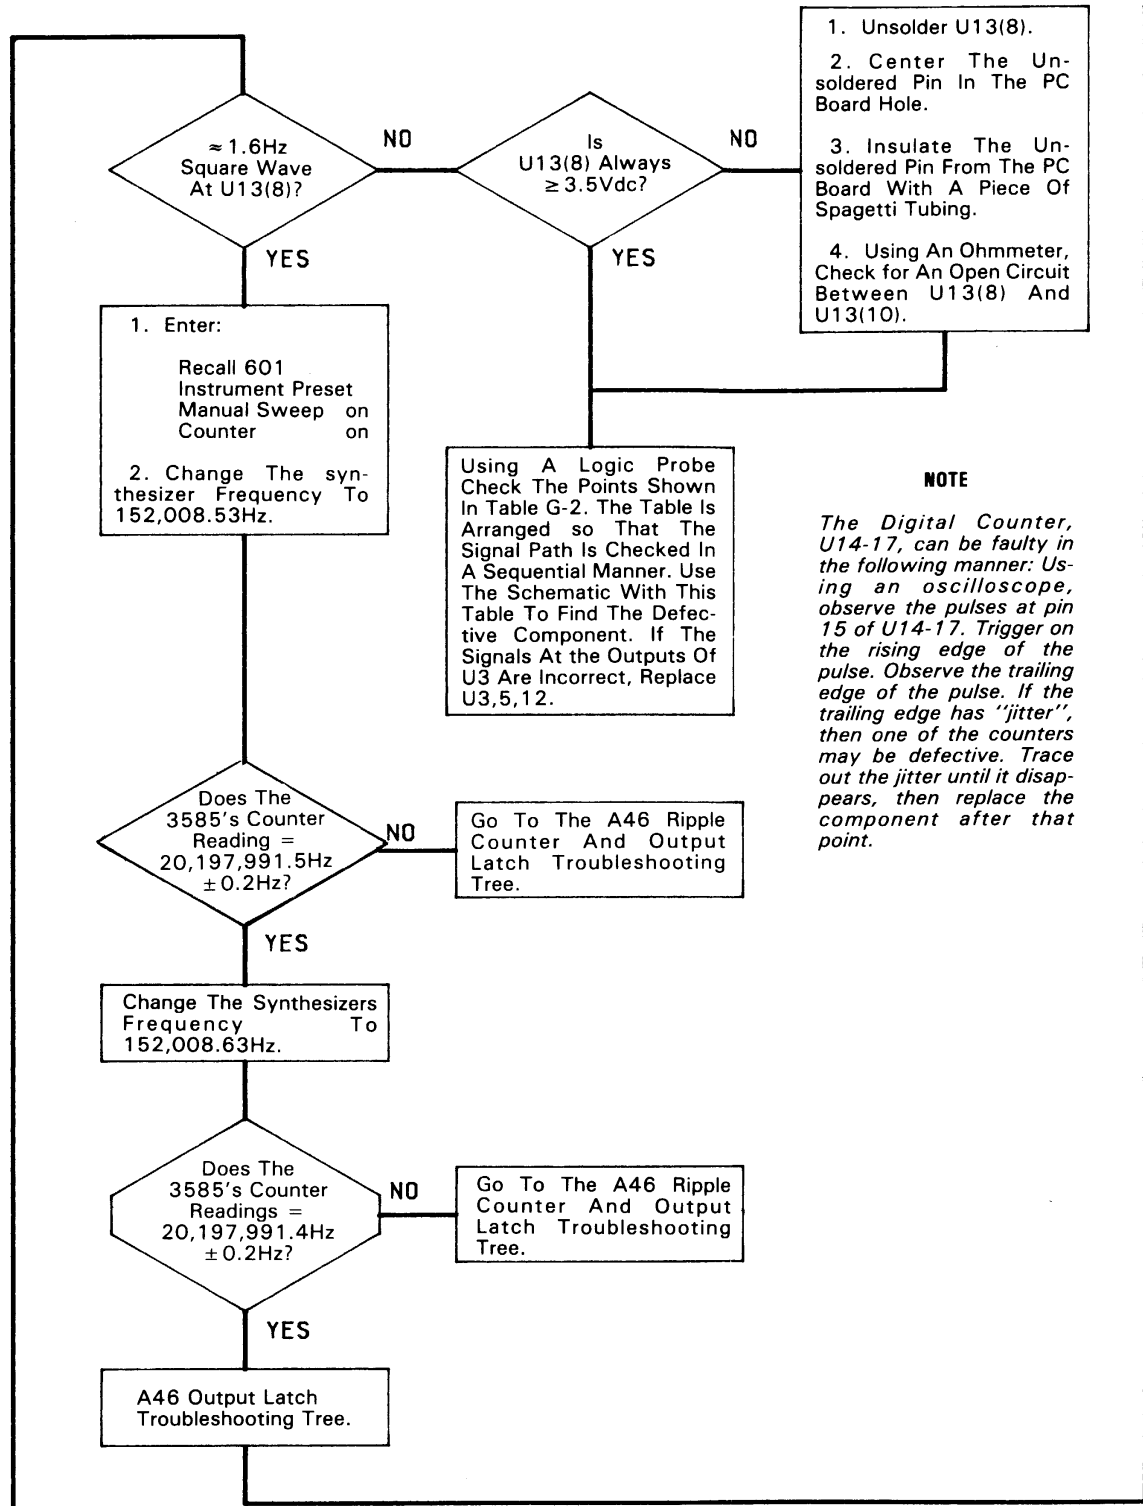 ≈ 1.6Hz
Square Wave
At U13(8)?
NO
YES
Is
U13(8) Always
≥ 3.5Vdc?
NO
YES
1. Unsolder U13(8).
2. Center The Un-
soldered Pin In The PC
Board Hole.
3. Insulate The Un-
soldered Pin From The PC
Board With A Piece Of
Spagetti Tubing.
4. Using An Ohmmeter,
Check for An Open Circuit
Between U13(8) And
U13(10).
1. Enter:
Recall 601
Instrument Preset
Manual Sweep on
Counter on
2. Change The syn-
thesizer Frequency To
152,008.53Hz.
Using A Logic Probe
Check The Points Shown
In Table G-2. The Table Is
Arranged so That The
Signal Path Is Checked In
A Sequential Manner. Use
The Schematic With This
Table To Find The Defec-
tive Component. If The
Signals At the Outputs Of
U3 Are Incorrect, Replace
U3,5,12.
NOTE
The Digital Counter,
U14-17, can be faulty in
the following manner: Us-
ing an oscilloscope,
observe the pulses at pin
15 of U14-17. Trigger on
the rising edge of the
pulse. Observe the trailing
edge of the pulse. If the
trailing edge has "jitter",
then one of the counters
may be defective. Trace
out the jitter until it disap-
pears, then replace the
component after that
point.
Does The
3585's Counter
Reading =
20,197,991.5Hz
± 0.2Hz?
NO
YES
Go To The A46 Ripple
Counter And Output
Latch Troubleshooting
Tree.
Change The Synthesizers
Frequency To
152,008.63Hz.
Does The
3585's Counter
Readings =
20,197,991.4Hz
± 0.2Hz?
NO
YES
Go To The A46 Ripple
Counter And Output
Latch Troubleshooting
Tree.
A46 Output Latch
Troubleshooting Tree.